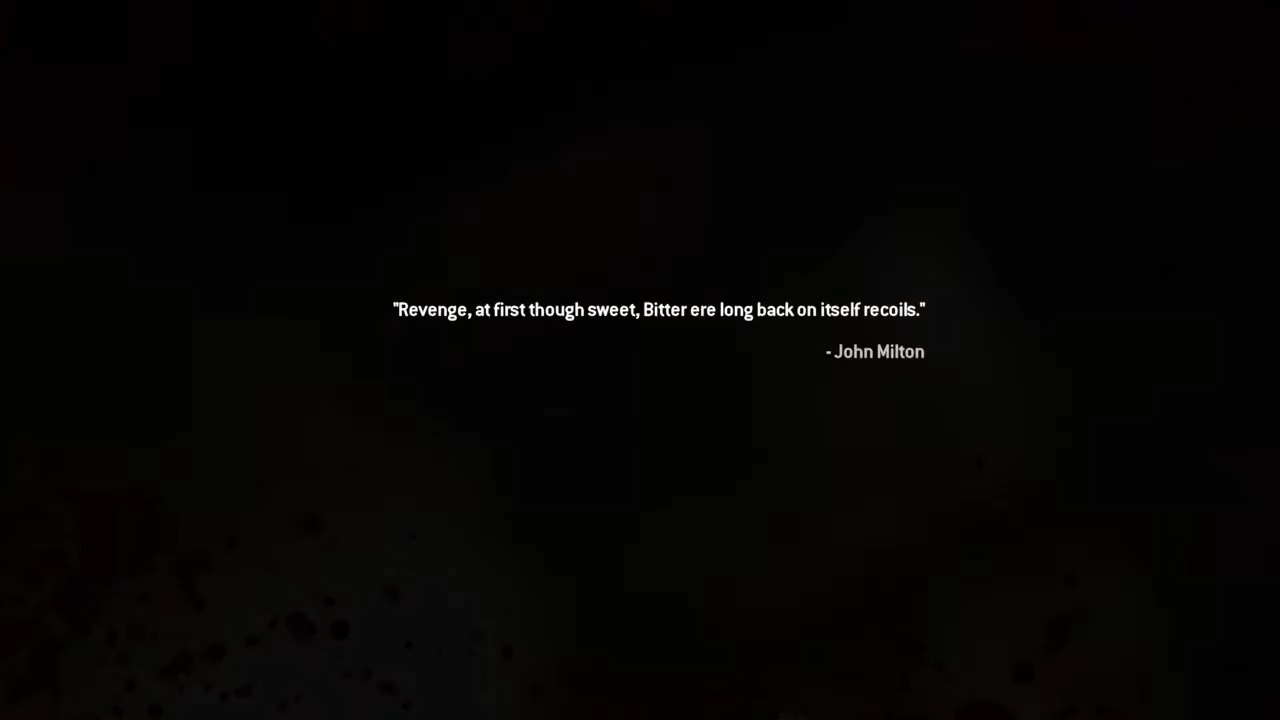 "Revenge, at first though sweet, Bitter ere long back on itself recoils."
- John Milton